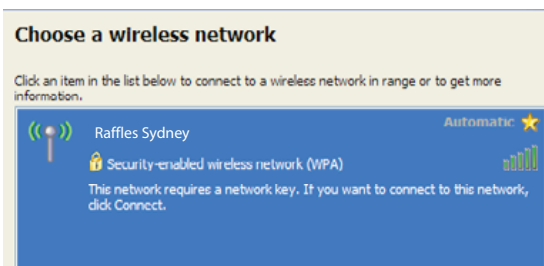 Choose a wireless network
Click an item in the list below to connect to a wireless network in range or to get more
information.
Automatic
Raffles Sydney
Security-enabled wireless network (WPA)
This network requires a network key. If you want to connect to this network,
click Connect.